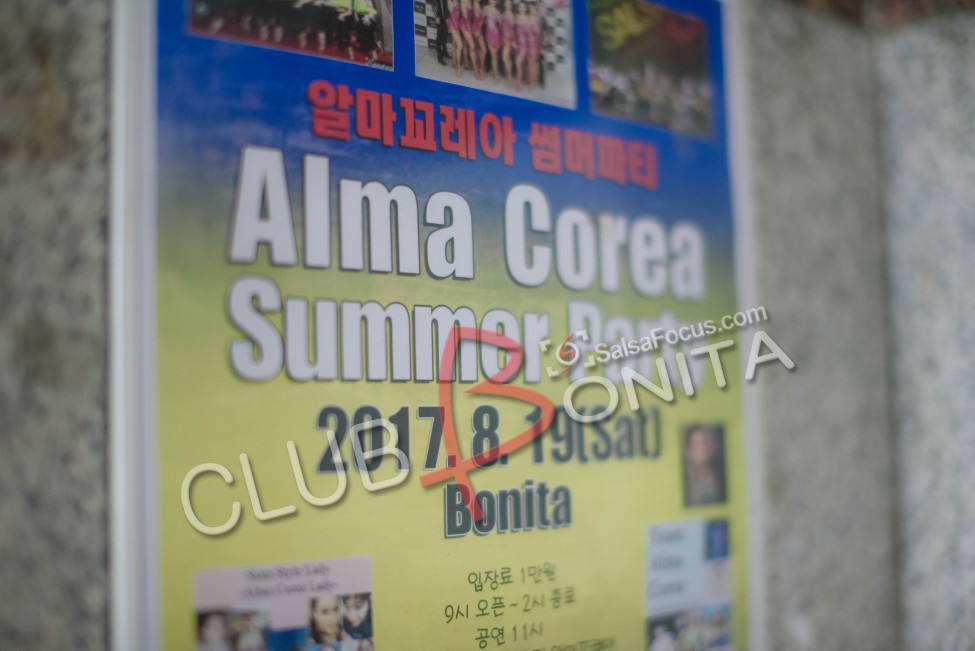 알마꼬레아 썸머파티
Alma Corea
Summer Party
SalsaFocus.com
CLUB BONITA
2017. 8. 19(Sat)
Bonita
입장료 1만원
9시 오픈 - 2시 종료
공연 11시